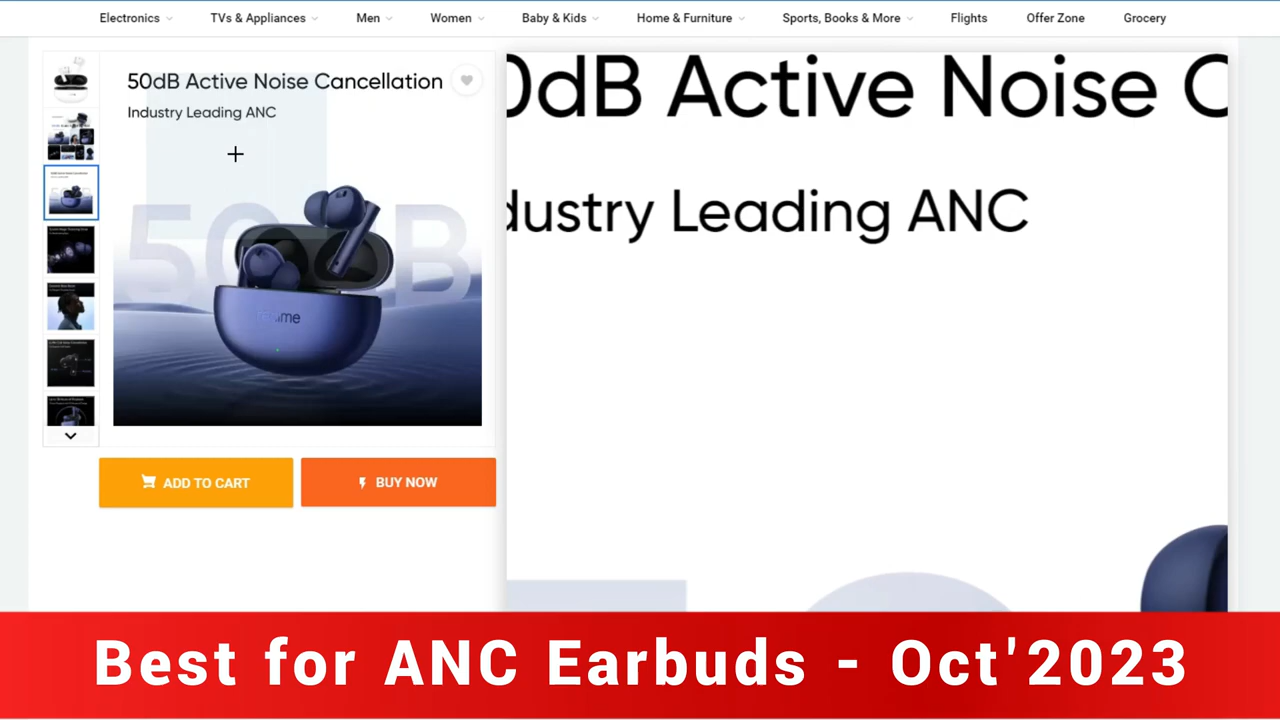 Electronics
TVs & Appliances
Men
Women
Baby & Kids
Home & Furniture
Sports, Books & More
Flights
Offer Zone
Grocery
50dB Active Noise Cancellation
Industry Leading ANC
50dB
ADD TO CART
BUY NOW
0dB Active Noise C
dustry Leading ANC
Best for ANC Earbuds - Oct'2023